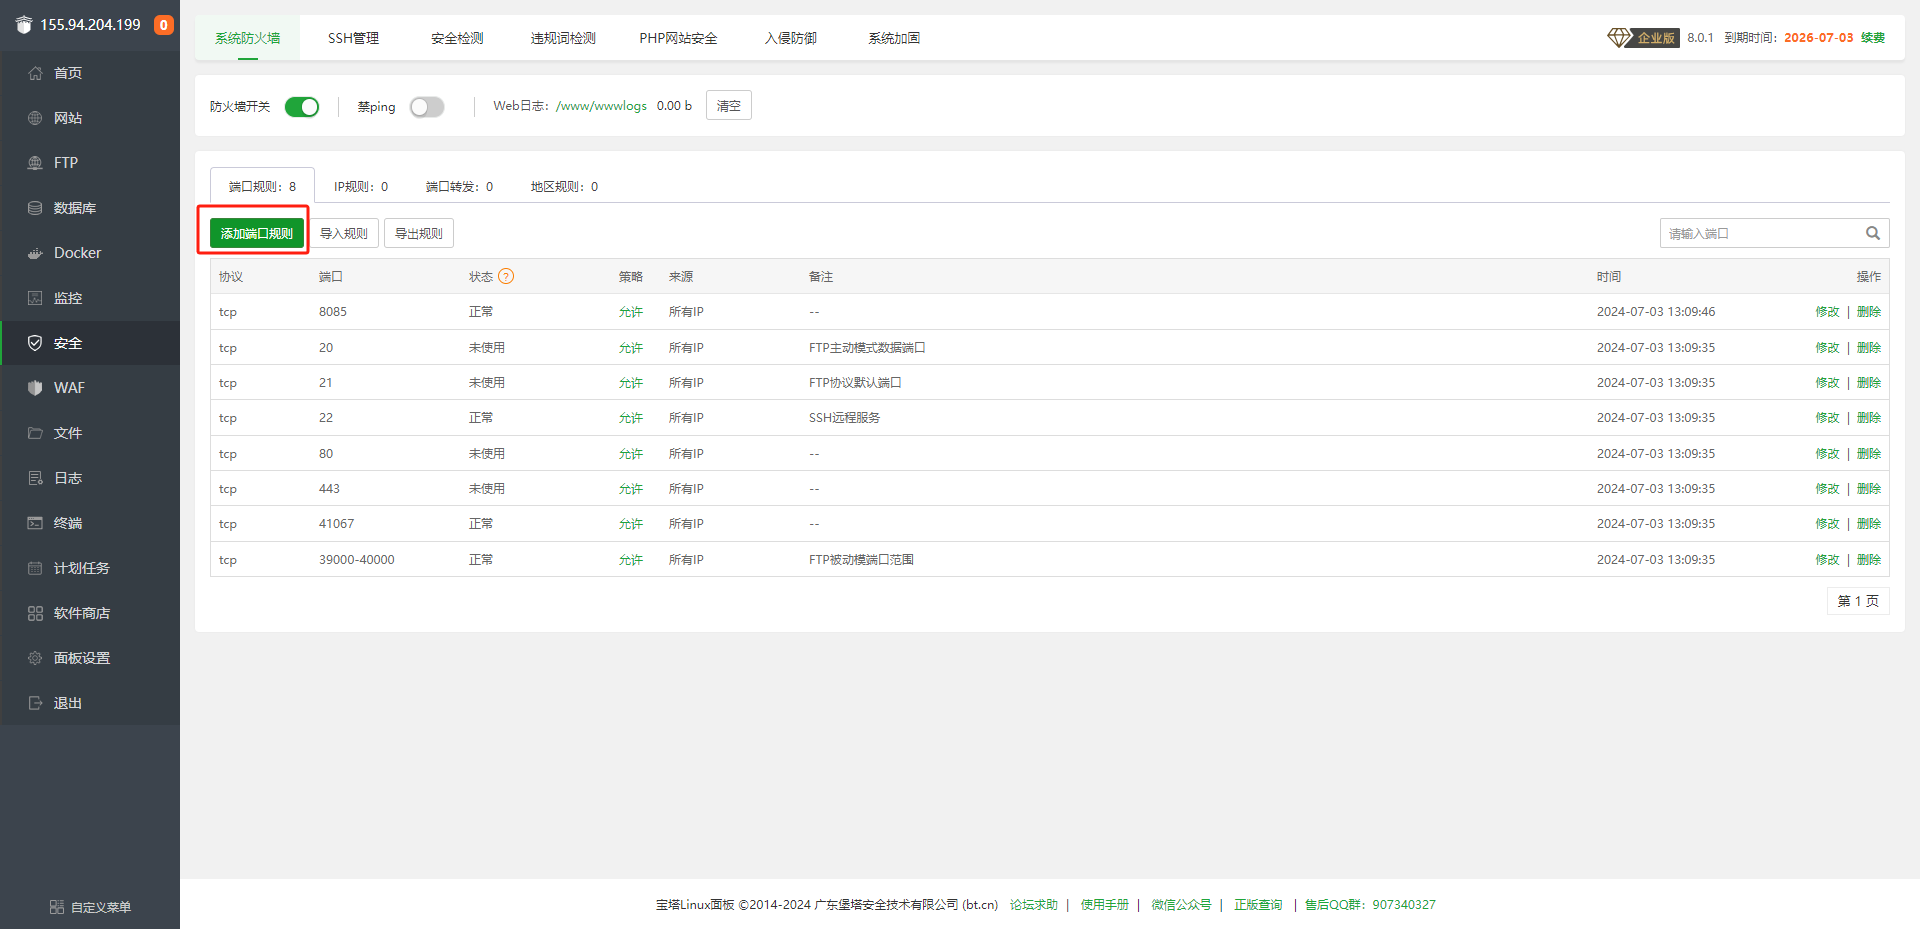 155.94.204.199 0
首页
网站
FTP
数据库
Docker
监控
安全
WAF
文件
日志
终端
计划任务
软件商店
面板设置
退出
自定义菜单
系统防火墙 SSH管理 安全检测 违规词检测 PHP网站安全 入侵防御 系统加固
企业版 8.0.1 到期时间：2026-07-03 续费
防火墙开关 禁ping Web日志：/www/wwwlogs 0.00 b 清空
端口规则：8 IP规则：0 端口转发：0 地区规则：0
添加端口规则 导入规则 导出规则 请输入端口
协议 端口 状态 ? 策略 来源 备注 时间 操作
tcp 8085 正常 允许 所有IP -- 2024-07-03 13:09:46 修改 | 删除
tcp 20 未使用 允许 所有IP FTP主动模式数据端口 2024-07-03 13:09:35 修改 | 删除
tcp 21 未使用 允许 所有IP FTP协议默认端口 2024-07-03 13:09:35 修改 | 删除
tcp 22 正常 允许 所有IP SSH远程服务 2024-07-03 13:09:35 修改 | 删除
tcp 80 未使用 允许 所有IP -- 2024-07-03 13:09:35 修改 | 删除
tcp 443 未使用 允许 所有IP -- 2024-07-03 13:09:35 修改 | 删除
tcp 41067 正常 允许 所有IP -- 2024-07-03 13:09:35 修改 | 删除
tcp 39000-40000 正常 允许 所有IP FTP被动模端口范围 2024-07-03 13:09:35 修改 | 删除
第 1 页
宝塔Linux面板 ©2014-2024 广东堡塔安全技术有限公司 (bt.cn) 论坛求助 | 使用手册 | 微信公众号 | 正版查询 | 售后QQ群：907340327